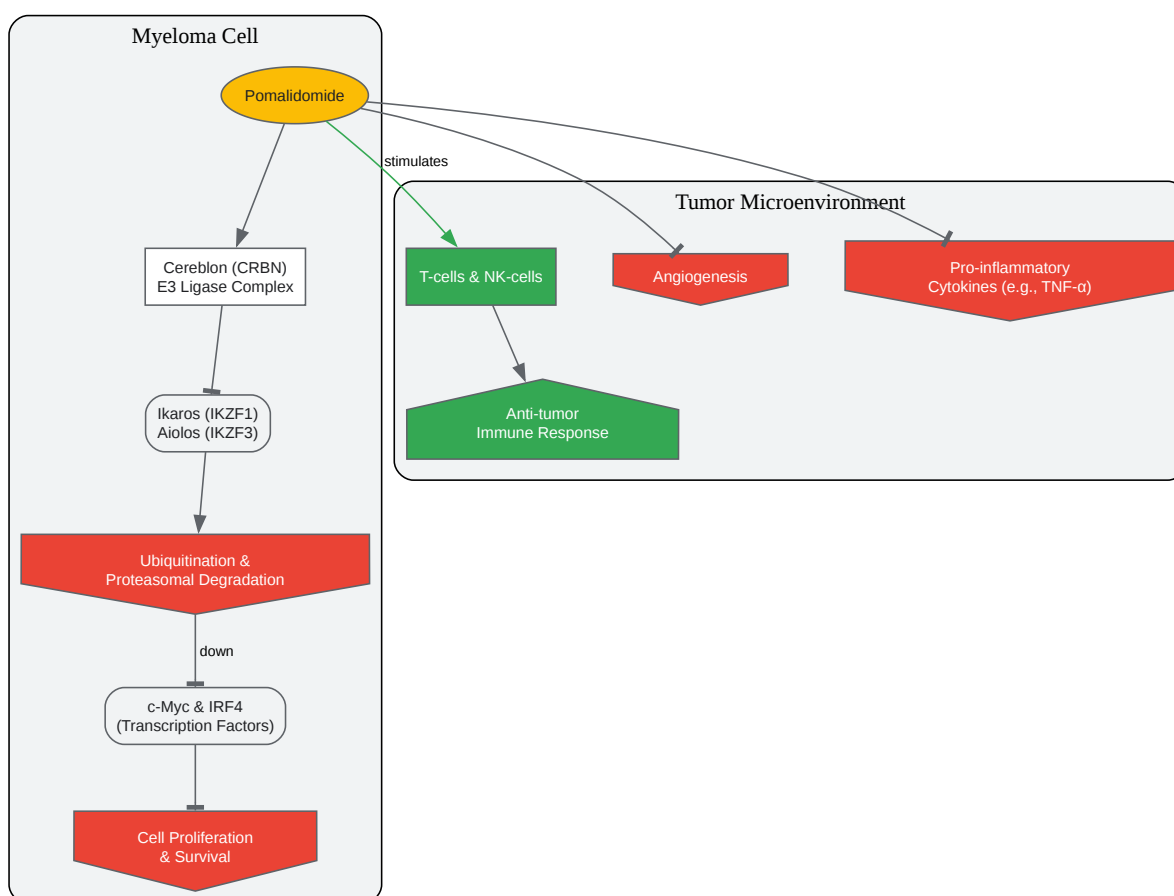 Myeloma Cell
Pomalidomide
stimulates
Tumor Microenvironment
Cerebron (CRBN)
E3 Ligase Complex
T-cells & NK-cells
Angiogenesis
Pro-inflammatory
Cytokines (e.g., TNF-α)
Ikaros (IKZF1)
Aiolos (IKZF3)
Anti-tumor
Immune Response
Ubiquitination &
Proteasomal Degradation
down
c-Myc & IRF4
(Transcription Factors)
Cell Proliferation
& Survival